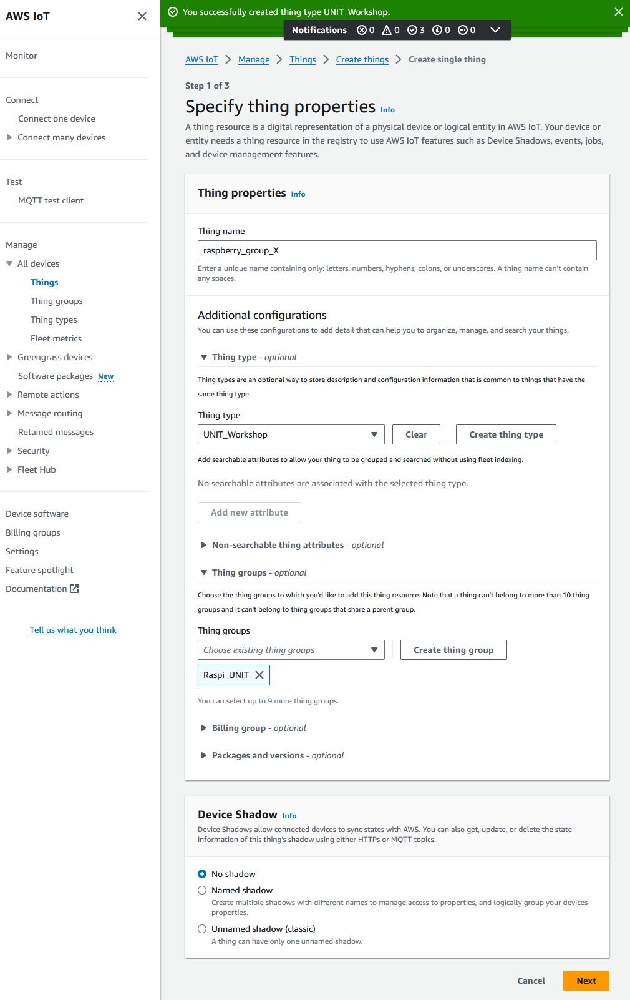 AWS IoT
Monitor
Connect
Connect one device
Connect many devices
Test
MQTT test client
Manage
All devices
Things
Thing groups
Thing types
Fleet metrics
Greengrass devices
Software packages New
Remote actions
Message routing
Retained messages
Security
Fleet Hub
Device software
Billing groups
Settings
Feature spotlight
Documentation
Tell us what you think
You successfully created thing type UNIT_Workshop.
Notifications 0 0 3 0 0
AWS IoT Manage Things Create things Create single thing
Step 1 of 3
Specify thing properties Info
A thing resource is a digital representation of a physical device or logical entity in AWS IoT. Your device or
entity needs a thing resource in the registry to use AWS IoT features such as Device Shadows, events, jobs,
and device management features.
Thing properties Info
Thing name
raspberry_group_X
Enter a unique name containing only: letters, numbers, hyphens, colons, or underscores. A thing name can't contain
any spaces.
Additional configurations
You can use these configurations to add detail that can help you to organize, manage, and search your things.
Thing type - optional
Thing types are an optional way to store description and configuration information that is common to things that have the
same thing type.
Thing type
UNIT_Workshop Clear Create thing type
Add searchable attributes to allow your thing to be grouped and searched without using fleet indexing.
No searchable attributes are associated with the selected thing type.
Add new attribute
Non-searchable thing attributes - optional
Thing groups - optional
Choose the thing groups to which you'd like to add this thing resource. Note that a thing can't belong to more than 10 thing
groups and it can't belong to thing groups that share a parent group.
Thing groups
Choose existing thing groups Create thing group
Raspi_UNIT
You can select up to 9 more thing groups.
Billing group - optional
Packages and versions - optional
Device Shadow Info
Device Shadows allow connected devices to sync states with AWS. You can also get, update, or delete the state
information of this thing's shadow using either HTTPs or MQTT topics.
No shadow
Named shadow
Create multiple shadows with different names to manage access to properties, and logically group your devices
properties.
Unnamed shadow (classic)
A thing can have only one unnamed shadow.
Cancel Next